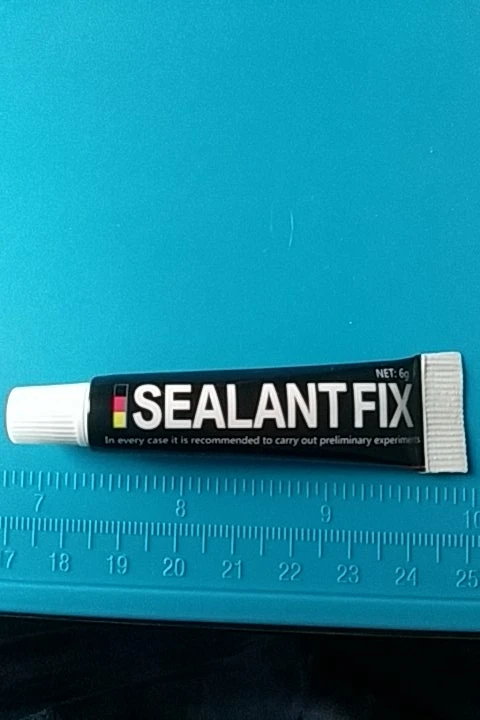 NET: 6g
SEALANT FIX
In every case it is recommended to carry out preliminary experiments
7 8 9 10
17 18 19 20 21 22 23 24 25